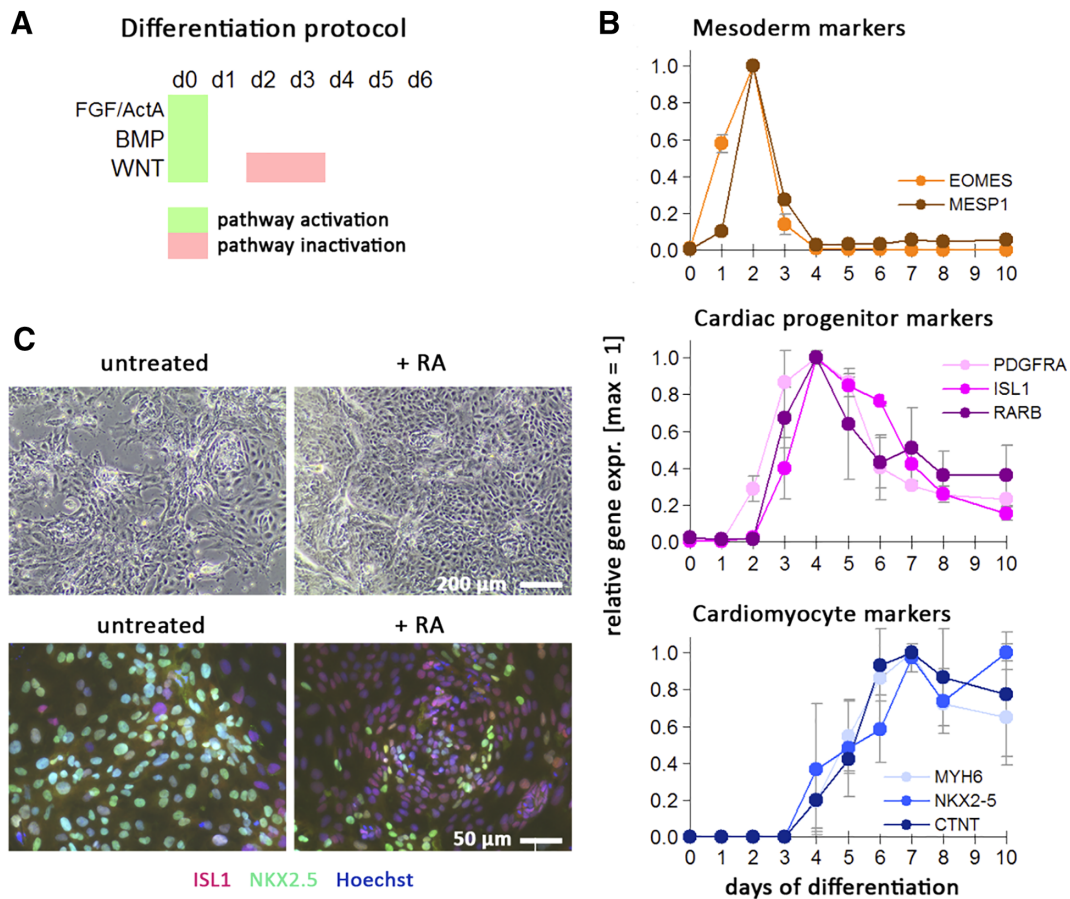 A
Differentiation protocol
d0 d1 d2 d3 d4 d5 d6
FGF/ActA
BMP
WNT
pathway activation
pathway inactivation
B
relative gene expr. [max = 1]
Mesoderm markers
1.0
0.8
0.6
0.4
0.2
0.0
EOMES
MESP1
0 1 2 3 4 5 6 7 8 9 10
Cardiac progenitor markers
1.0
0.8
0.6
0.4
0.2
0.0
PDGFRA
ISL1
RARB
0 1 2 3 4 5 6 7 8 9 10
Cardiomyocyte markers
1.0
0.8
0.6
0.4
0.2
0.0
MYH6
NKX2-5
CTNT
0 1 2 3 4 5 6 7 8 9 10
days of differentiation
C
untreated + RA
200 μm
untreated + RA
50 μm
ISL1 NKX2.5 Hoechst